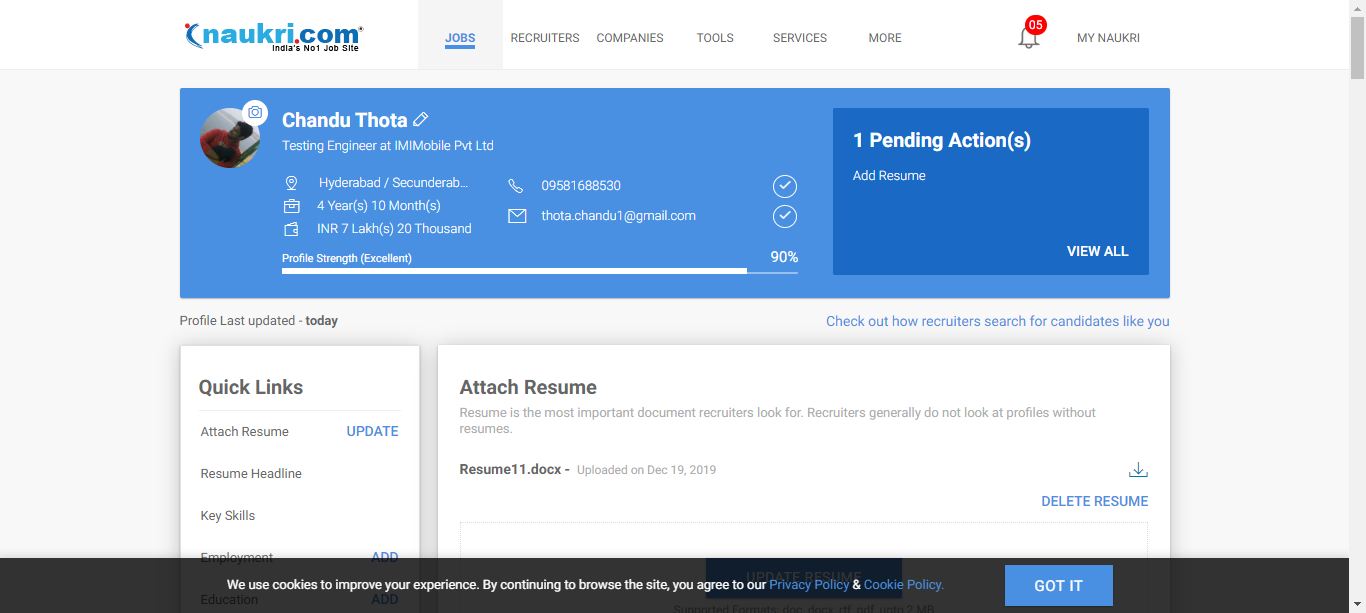 naukri.com
India's No1 Job Site
JOBS
RECRUITERS
COMPANIES
TOOLS
SERVICES
MORE
05
MY NAUKRI
Chandu Thota
Testing Engineer at IMIMobile Pvt Ltd
Hyderabad / Secunderab...
4 Year(s) 10 Month(s)
INR 7 Lakh(s) 20 Thousand
09581688530
thota.chandu1@gmail.com
Profile Strength (Excellent)
90%
1 Pending Action(s)
Add Resume
VIEW ALL
Profile Last updated - today
Check out how recruiters search for candidates like you
Quick Links
Attach Resume UPDATE
Resume Headline
Key Skills
Employment ADD
Education ADD
Attach Resume
Resume is the most important document recruiters look for. Recruiters generally do not look at profiles without
resumes.
Resume11.docx - Uploaded on Dec 19, 2019
DELETE RESUME
UPDATE RESUME
Supported Formats: doc, docx, rtf, pdf, upto 2 MB
We use cookies to improve your experience. By continuing to browse the site, you agree to our Privacy Policy & Cookie Policy.
GOT IT